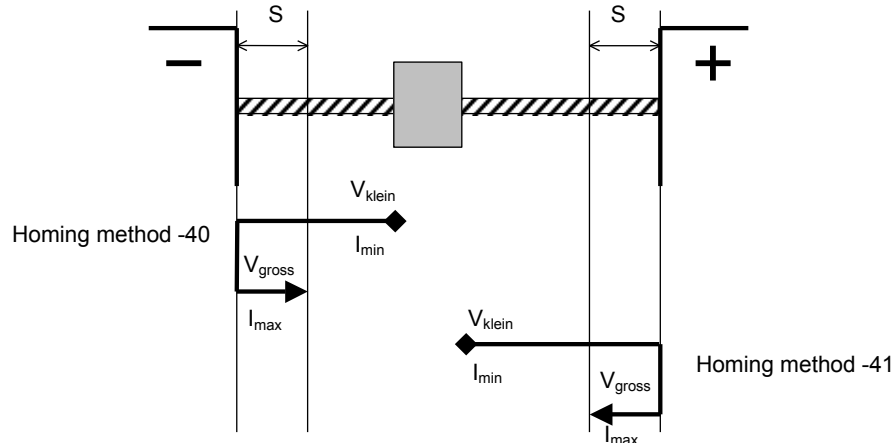 S
S
−
+
V_klein
Homing method -40
I_min
V_gross
I_max
V_klein
I_min
Homing method -41
V_gross
I_max